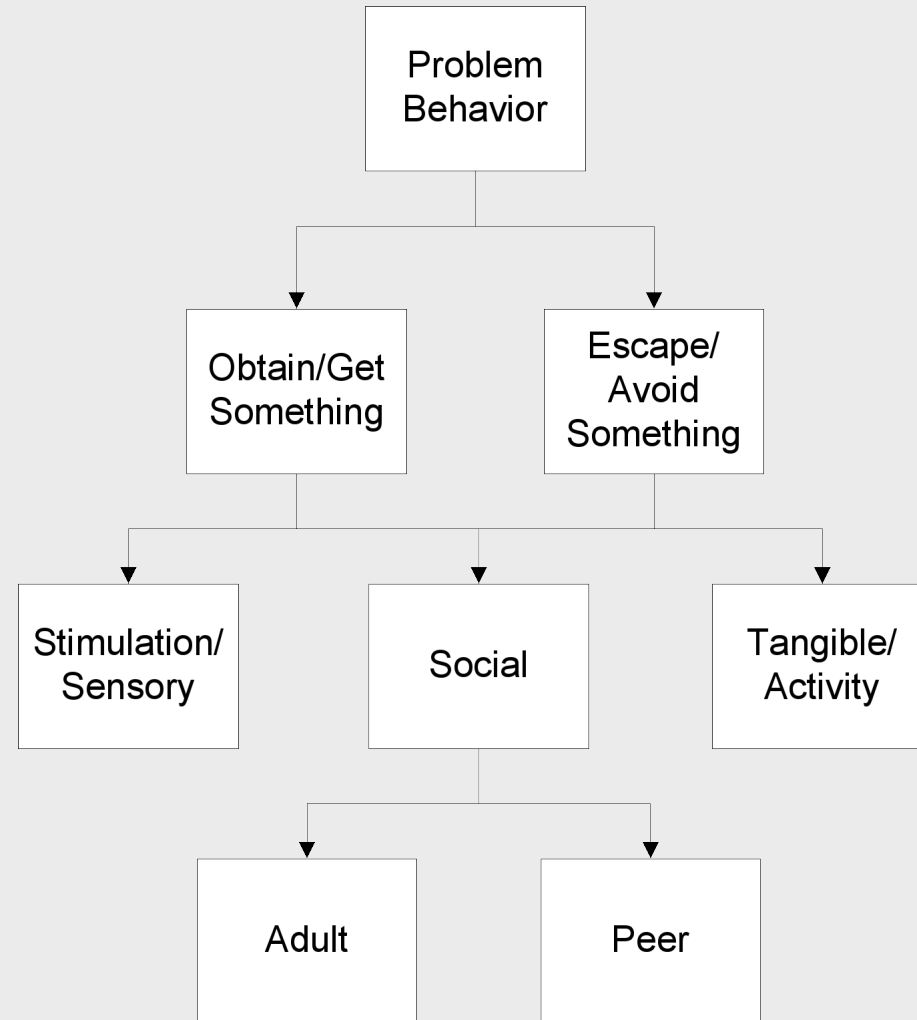 Problem
Behavior
Obtain/Get
Something
Escape/
Avoid
Something
Stimulation/
Sensory
Social
Tangible/
Activity
Adult
Peer